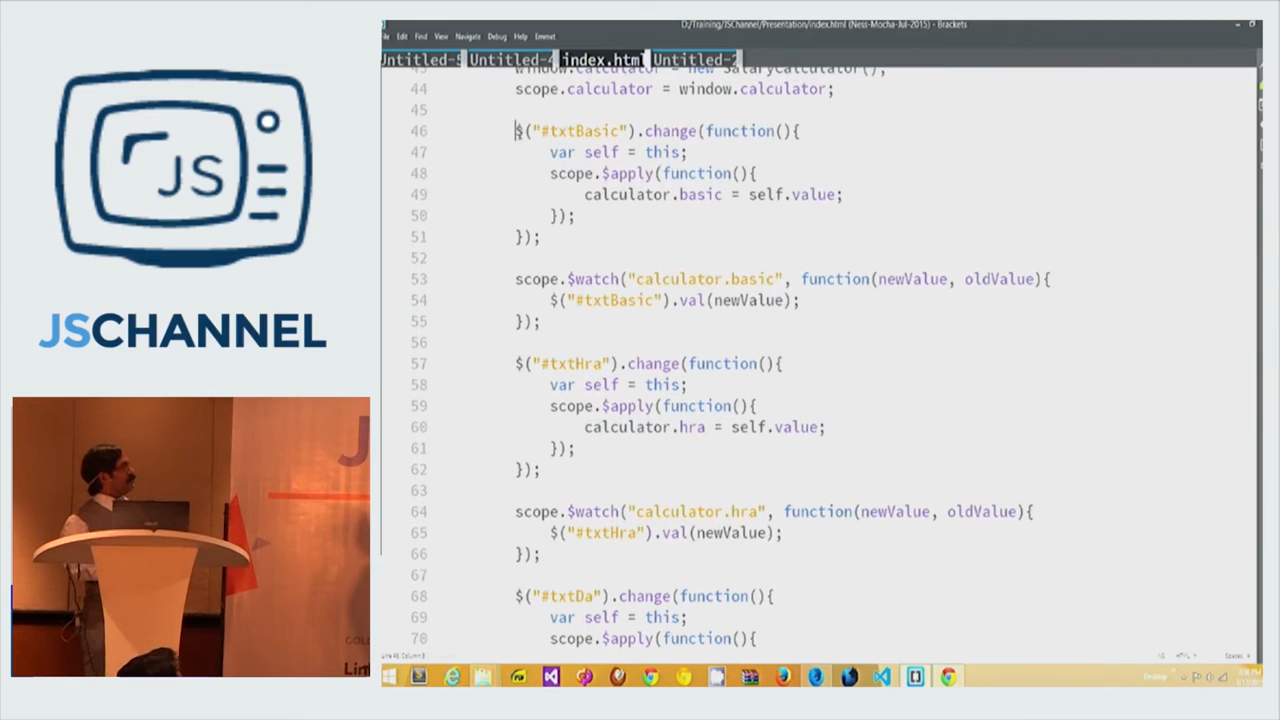 JS
JSCHANNEL
D:/Training/JSChannel/Presentation/index.html (Ness-Mocha-Jul-2015) - Brackets
File Edit Find View Navigate Debug Help Emmet
Untitled-5 Untitled-4 index.html Untitled-2
43 window.calculator = new SalaryCalculator();
44 scope.calculator = window.calculator;
45
46 $("#txtBasic").change(function(){
47 var self = this;
48 scope.$apply(function(){
49 calculator.basic = self.value;
50 });
51 });
52
53 scope.$watch("calculator.basic", function(newValue, oldValue){
54 $("#txtBasic").val(newValue);
55 });
56
57 $("#txtHra").change(function(){
58 var self = this;
59 scope.$apply(function(){
60 calculator.hra = self.value;
61 });
62 });
63
64 scope.$watch("calculator.hra", function(newValue, oldValue){
65 $("#txtHra").val(newValue);
66 });
67
68 $("#txtDa").change(function(){
69 var self = this;
70 scope.$apply(function(){